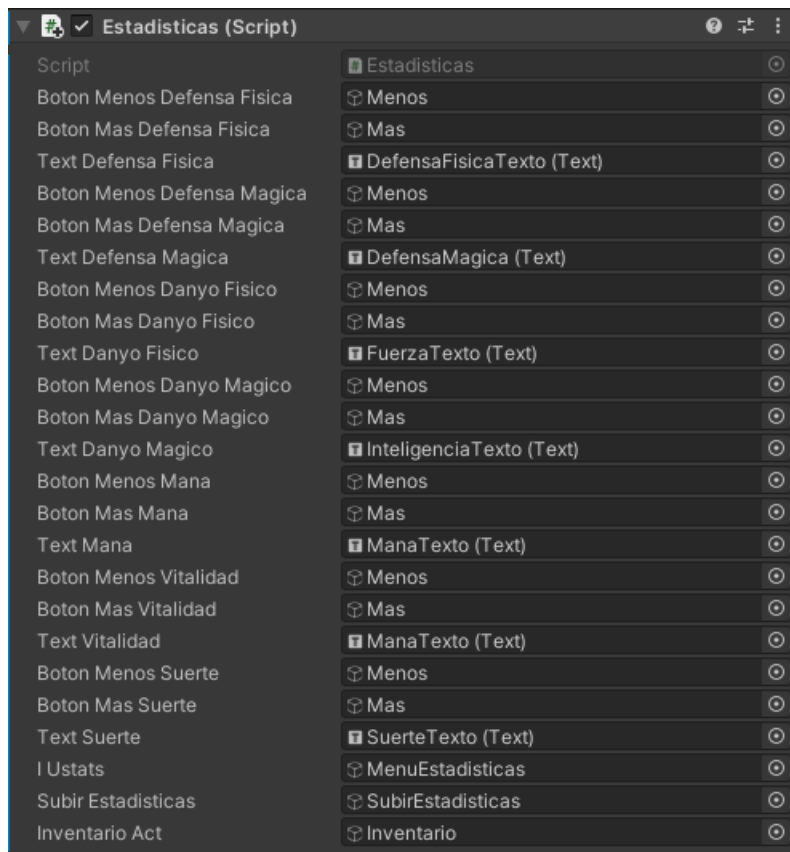 Estadisticas (Script)
Script Estadisticas
Boton Menos Defensa Fisica Menos
Boton Mas Defensa Fisica Mas
Text Defensa Fisica DefensaFisicaTexto (Text)
Boton Menos Defensa Magica Menos
Boton Mas Defensa Magica Mas
Text Defensa Magica DefensaMagica (Text)
Boton Menos Danyo Fisico Menos
Boton Mas Danyo Fisico Mas
Text Danyo Fisico FuerzaTexto (Text)
Boton Menos Danyo Magico Menos
Boton Mas Danyo Magico Mas
Text Danyo Magico InteligenciaTexto (Text)
Boton Menos Mana Menos
Boton Mas Mana Mas
Text Mana ManaTexto (Text)
Boton Menos Vitalidad Menos
Boton Mas Vitalidad Mas
Text Vitalidad ManaTexto (Text)
Boton Menos Suerte Menos
Boton Mas Suerte Mas
Text Suerte SuerteTexto (Text)
I Ustats MenuEstadisticas
Subir Estadisticas SubirEstadisticas
Inventario Act Inventario